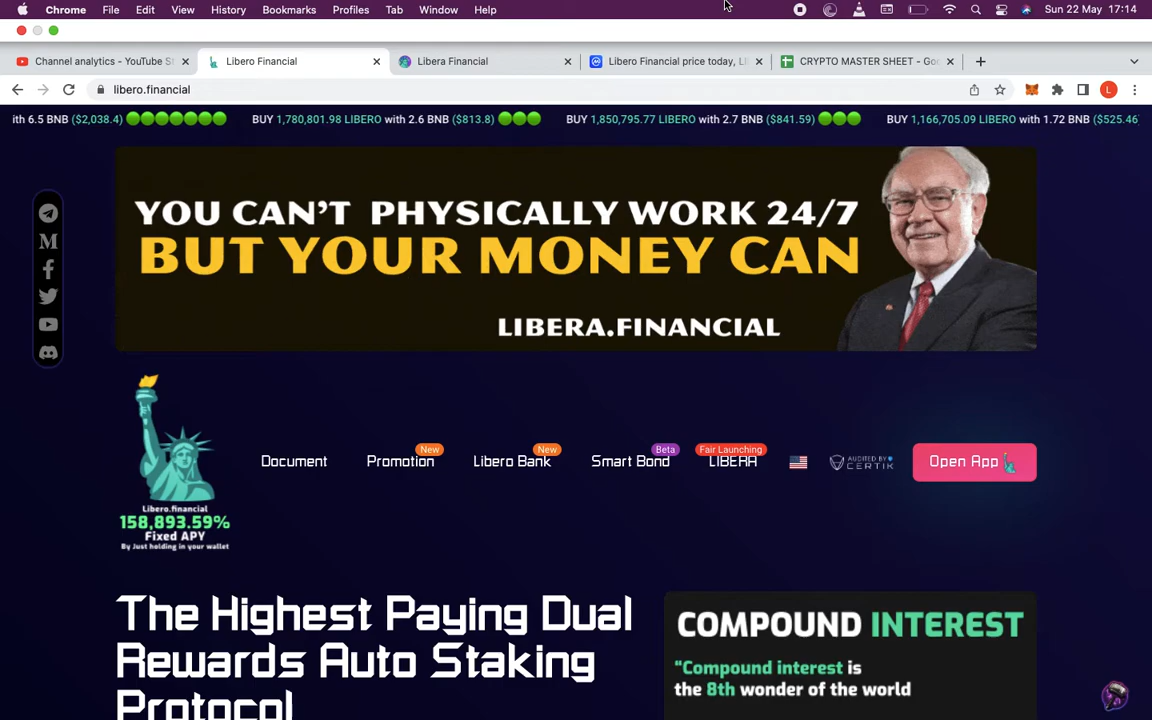 Chrome File Edit View History Bookmarks Profiles Tab Window Help Sun 22 May 17:14
Channel analytics - YouTube St Libero Financial Libera Financial Libero Financial price today, LI CRYPTO MASTER SHEET - Goo
libero.financial L
ith 6.5 BNB ($2,038.4) BUY 1,780,801.98 LIBERO with 2.6 BNB ($813.8) BUY 1,850,795.77 LIBERO with 2.7 BNB ($841.59) BUY 1,166,705.09 LIBERO with 1.72 BNB ($525.46
YOU CAN'T PHYSICALLY WORK 24/7
BUT YOUR MONEY CAN
LIBERA.FINANCIAL
New New Beta Fair Launching
Document Promotion Libero Bank Smart Bond LIBERA AUDITED BY CERTIK Open App
Libero.financial
158,893.59%
Fixed APY
By Just holding in your wallet
The Highest Paying Dual
Rewards Auto Staking
Protocol
COMPOUND INTEREST
"Compound interest is
the 8th wonder of the world